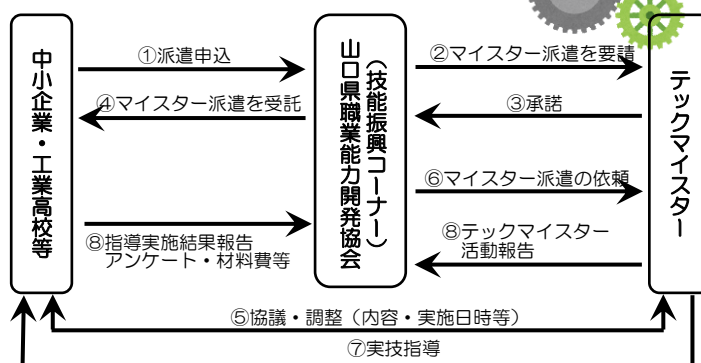 中小企業・工業高校等
①派遣申込
④マイスター派遣を受託
⑧指導実施結果報告
アンケート・材料費等
山口県職業能力開発協会
（技能振興コーナー）
②マイスター派遣を要請
③承諾
⑥マイスター派遣の依頼
⑧テックマイスター
活動報告
テックマイスター
⑤協議・調整（内容・実施日時等）
⑦実技指導